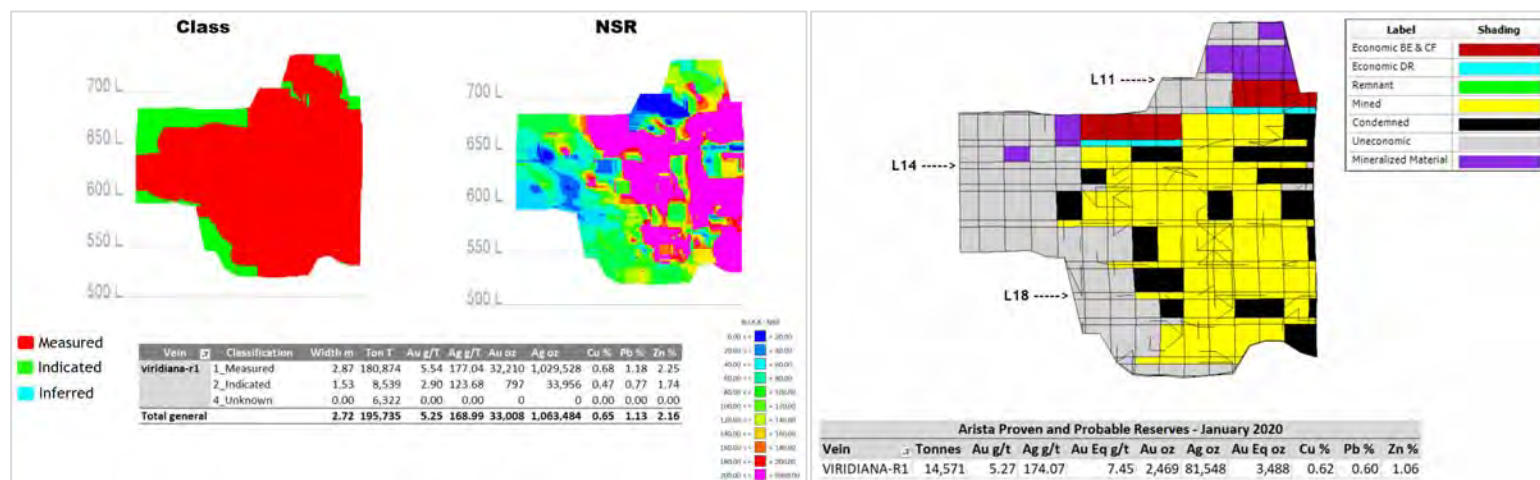 Class
NSR
700 L
650 L
600 L
550 L
500 L
Measured
Indicated
Inferred
Vein Classification Width m Ton T Au g/T Ag g/T Au oz Ag oz Cu % Pb % Zn %
viridiana-r1 1_Measured 2.87 180,874 5.54 177.04 32,210 1,029,528 0.68 1.18 2.25
2_Indicated 1.53 8,539 2.90 123.68 797 33,956 0.47 0.77 1.74
4_Unknown 0.00 6,322 0.00 0.00 0 0 0.00 0.00 0.00
Total general 2.72 195,735 5.25 168.99 33,008 1,063,484 0.65 1.13 2.16
700 L
650 L
600 L
550 L
500 L
L11 ---->
L14 ---->
L18 ---->
Label Shading
Economic BE & CF
Economic DR
Remnant
Mined
Condemned
Uneconomic
Mineralized Material
Arista Proven and Probable Reserves - January 2020
Vein Tonnes Au g/t Ag g/t Au Eq g/t Au oz Ag oz Au Eq oz Cu % Pb % Zn %
VIRIDIANA-R1 14,571 5.27 174.07 7.45 2,469 81,548 3,488 0.62 0.60 1.06